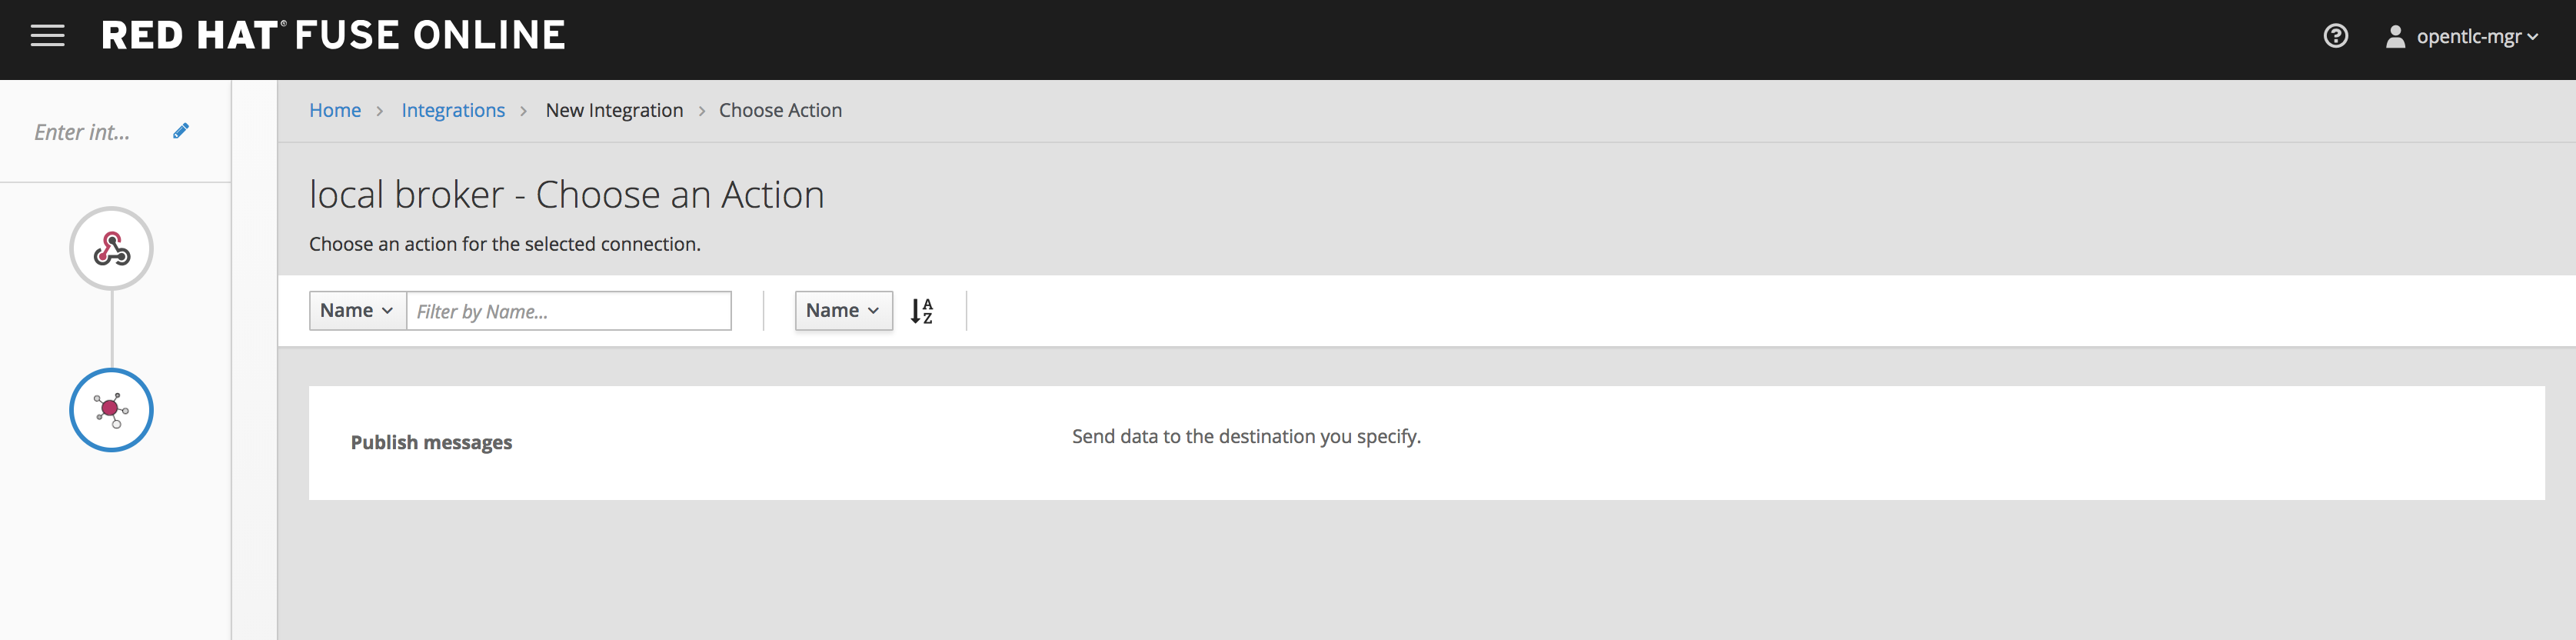 RED HAT® FUSE ONLINE
opentlc-mgr
Enter int...
Home > Integrations > New Integration > Choose Action
local broker - Choose an Action
Choose an action for the selected connection.
Name
Filter by Name...
Name
A
Z
Publish messages
Send data to the destination you specify.